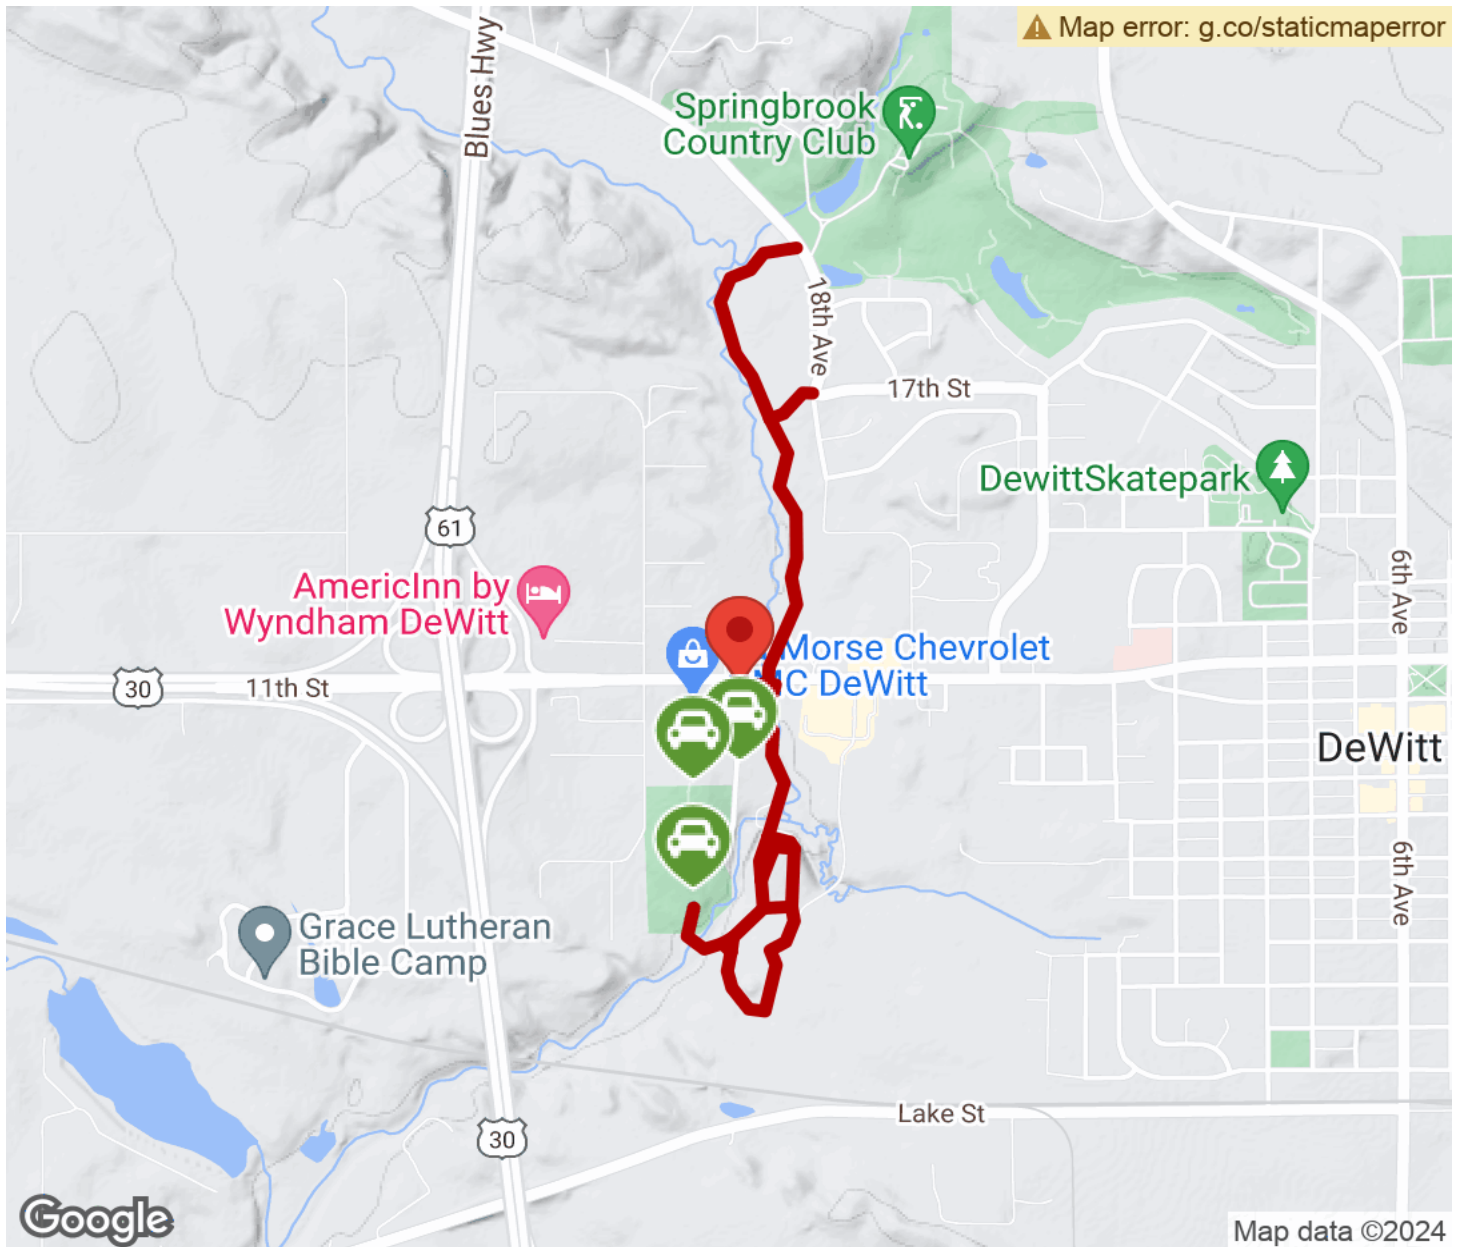 Map error: g.co/staticmaperror
Blues Hwy
Springbrook
Country Club
18th Ave
17th St
DewittSkatepark
61
AmericInn by
Wyndham DeWitt
6th Ave
Morse Chevrolet
MC DeWitt
30
11th St
DeWitt
6th Ave
Grace Lutheran
Bible Camp
Lake St
30
Google
Map data ©2024